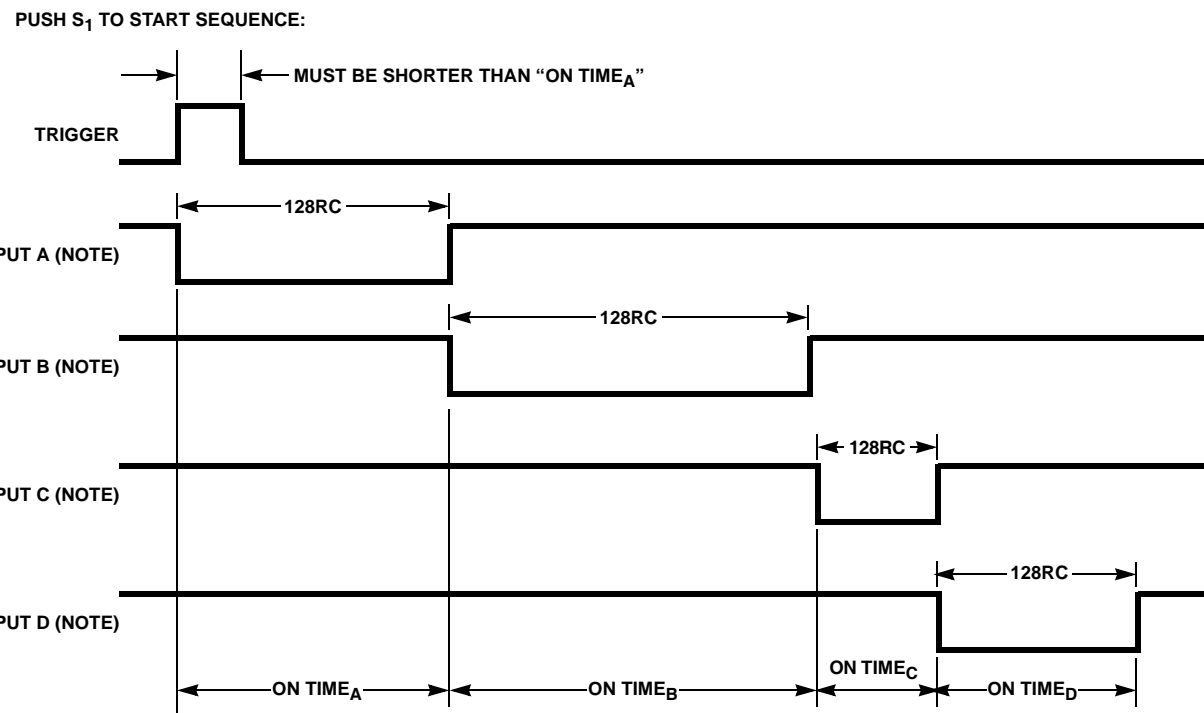 PUSH S1 TO START SEQUENCE:
MUST BE SHORTER THAN “ON TIMEA”
TRIGGER
128RC
PUT A (NOTE)
128RC
PUT B (NOTE)
128RC
PUT C (NOTE)
128RC
PUT D (NOTE)
ON TIMEA
ON TIMEB
ON TIMEC
ON TIMED